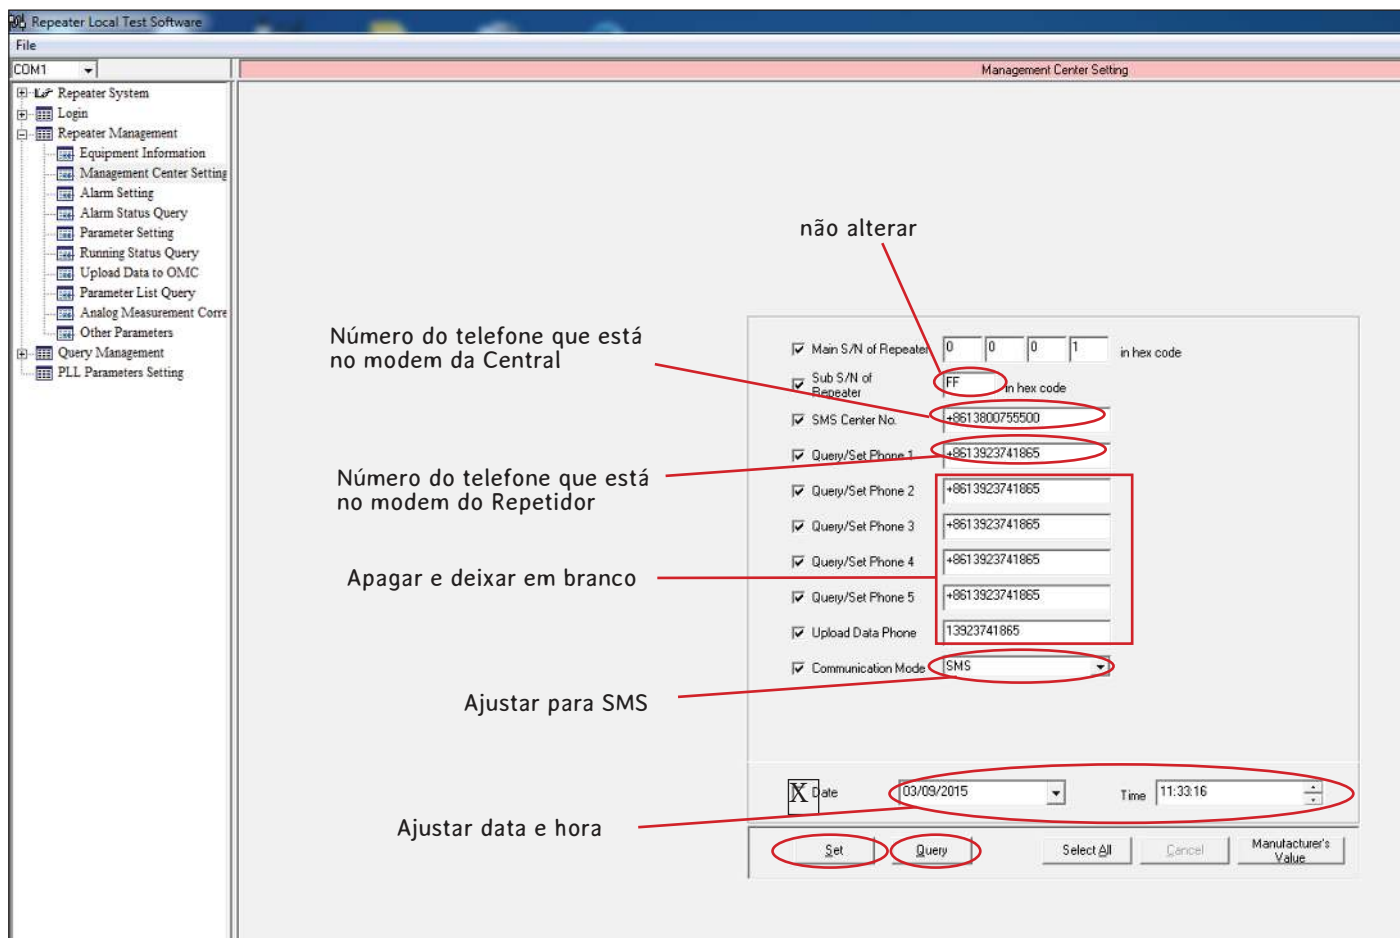 Repeater Local Test Software
File
COM1
Management Center Setting
Repeater System
Login
Repeater Management
Equipment Information
Management Center Setting
Alarm Setting
Alarm Status Query
Parameter Setting
Running Status Query
Upload Data to OMC
Parameter List Query
Analog Measurement Corre
Other Parameters
Query Management
PLL Parameters Setting
não alterar
Número do telefone que está
no modem da Central
Número do telefone que está
no modem do Repetidor
Apagar e deixar em branco
Ajustar para SMS
Ajustar data e hora
Main S/N of Repeater 0 0 0 1 in hex code
Sub S/N of
Repeater FF in hex code
SMS Center No. +8613800755500
Query/Set Phone 1 +8613923741865
Query/Set Phone 2 +8613923741865
Query/Set Phone 3 +8613923741865
Query/Set Phone 4 +8613923741865
Query/Set Phone 5 +8613923741865
Upload Data Phone 13923741865
Communication Mode SMS
X Date 03/09/2015 Time 11:33:16
Set Query Select All Cancel Manufacturer's
Value